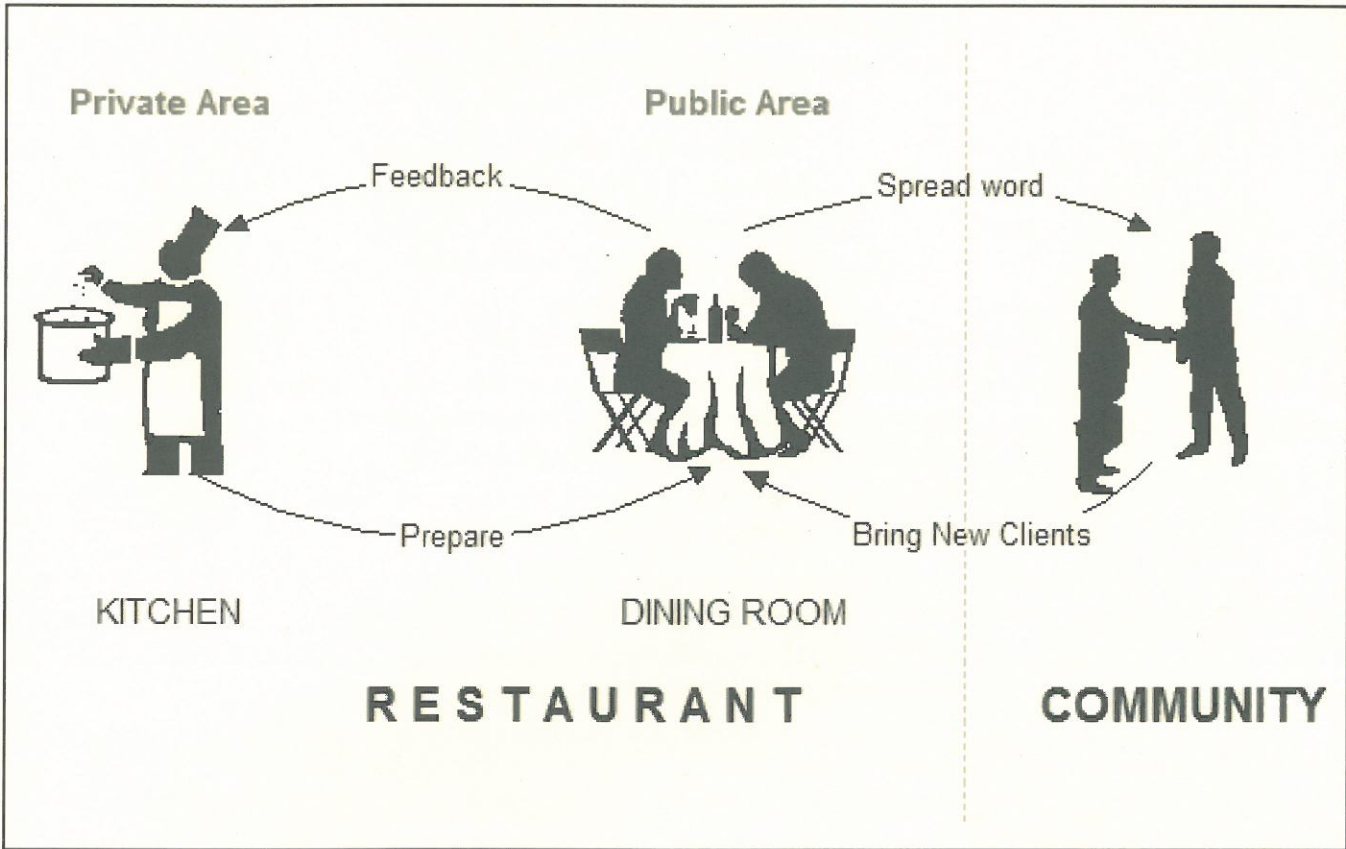 Private Area
Public Area
Feedback
Spread word
Prepare
Bring New Clients
KITCHEN
DINING ROOM
RESTAURANT
COMMUNITY